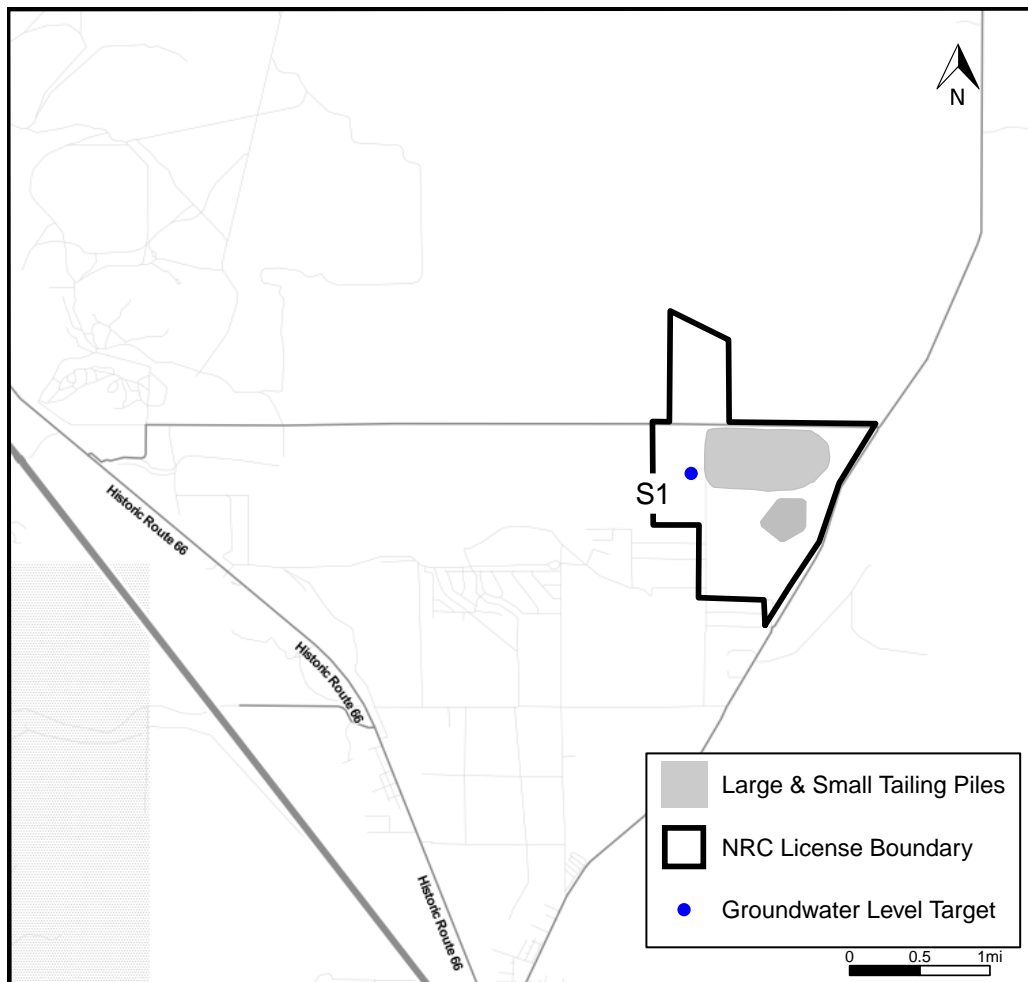 N
S1
Historic Route 66
Historic Route 66
Historic Route 66
Large & Small Tailing Piles
NRC License Boundary
Groundwater Level Target
0 0.5 1mi